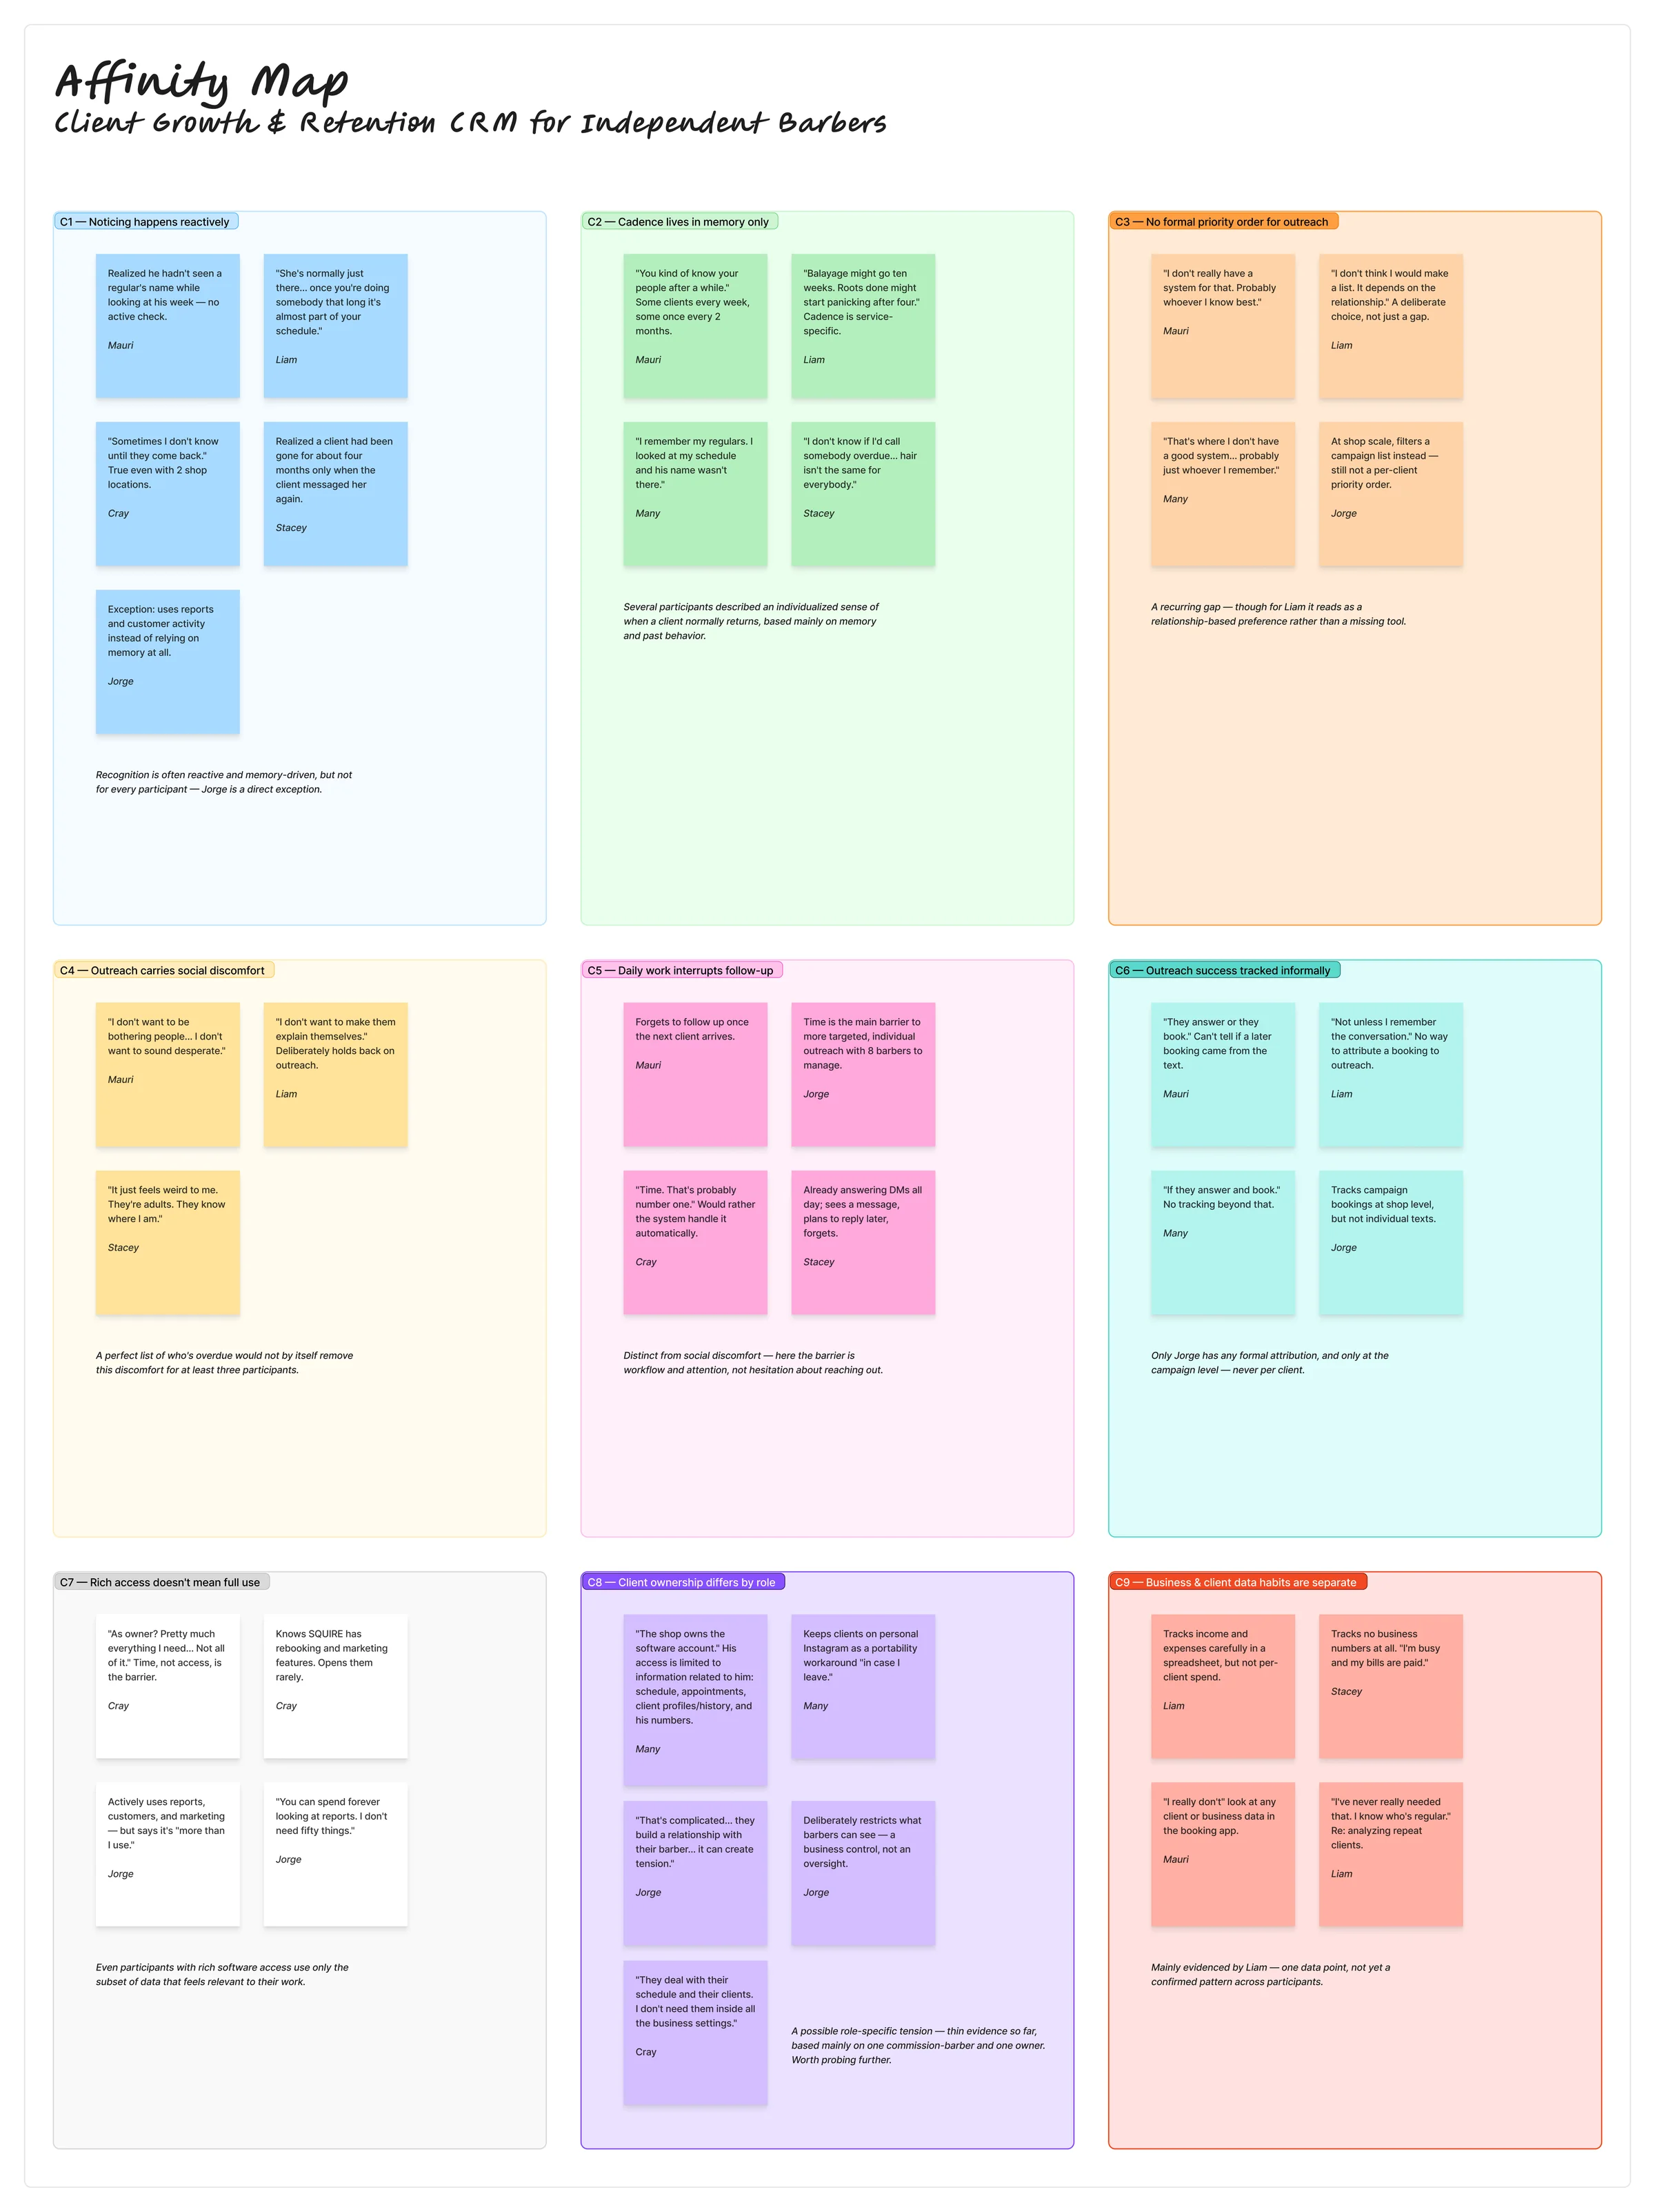 Affinity Map
Client Growth & Retention CRM for Independent Barbers
C1 — Noticing happens reactively
Realized he hadn't seen a
regular's name while
looking at his week — no
active check.
Mauri
"She's normally just
there... once you're doing
somebody that long it's
almost part of your
schedule."
Liam
"Sometimes I don't know
until they come back."
True even with 2 shop
locations.
Cray
Realized a client had been
gone for about four
months only when the
client messaged her
again.
Stacey
Exception: uses reports
and customer activity
instead of relying on
memory at all.
Jorge
Recognition is often reactive and memory-driven, but not
for every participant — Jorge is a direct exception.
C2 — Cadence lives in memory only
"You kind of know your
people after a while."
Some clients every week,
some once every 2
months.
Mauri
"Balayage might go ten
weeks. Roots done might
start panicking after four."
Cadence is service-
specific.
Liam
"I remember my regulars. I
looked at my schedule
and his name wasn't
there."
Many
"I don't know if I'd call
somebody overdue... hair
isn't the same for
everybody."
Stacey
Several participants described an individualized sense of
when a client normally returns, based mainly on memory
and past behavior.
C3 — No formal priority order for outreach
"I don't really have a
system for that. Probably
whoever I know best."
Mauri
"I don't think I would make
a list. It depends on the
relationship." A deliberate
choice, not just a gap.
Liam
"That's where I don't have
a good system... probably
just whoever I remember."
Many
At shop scale, filters a
campaign list instead —
still not a per-client
priority order.
Jorge
A recurring gap — though for Liam it reads as a
relationship-based preference rather than a missing tool.
C4 — Outreach carries social discomfort
"I don't want to be
bothering people... I don't
want to sound desperate."
Mauri
"I don't want to make them
explain themselves."
Deliberately holds back on
outreach.
Liam
"It just feels weird to me.
They're adults. They know
where I am."
Stacey
A perfect list of who's overdue would not by itself remove
this discomfort for at least three participants.
C5 — Daily work interrupts follow-up
Forgets to follow up once
the next client arrives.
Mauri
Time is the main barrier to
more targeted, individual
outreach with 8 barbers to
manage.
Jorge
"Time. That's probably
number one." Would rather
the system handle it
automatically.
Cray
Already answering DMs all
day; sees a message,
plans to reply later,
forgets.
Stacey
Distinct from social discomfort — here the barrier is
workflow and attention, not hesitation about reaching out.
C6 — Outreach success tracked informally
"They answer or they
book." Can't tell if a later
booking came from the
text.
Mauri
"Not unless I remember
the conversation." No way
to attribute a booking to
outreach.
Liam
"If they answer and book."
No tracking beyond that.
Many
Tracks campaign
bookings at shop level,
but not individual texts.
Jorge
Only Jorge has any formal attribution, and only at the
campaign level — never per client.
C7 — Rich access doesn't mean full use
"As owner? Pretty much
everything I need... Not all
of it." Time, not access, is
the barrier.
Cray
Knows SQUIRE has
rebooking and marketing
features. Opens them
rarely.
Cray
Actively uses reports,
customers, and marketing
— but says it's "more than
I use."
Jorge
"You can spend forever
looking at reports. I don't
need fifty things."
Jorge
Even participants with rich software access use only the
subset of data that feels relevant to their work.
C8 — Client ownership differs by role
"The shop owns the
software account." His
access is limited to
information related to him:
schedule, appointments,
client profiles/history, and
his numbers.
Many
Keeps clients on personal
Instagram as a portability
workaround "in case I
leave."
Many
"That's complicated... they
build a relationship with
their barber... it can create
tension."
Jorge
Deliberately restricts what
barbers can see — a
business control, not an
oversight.
Jorge
"They deal with their
schedule and their clients.
I don't need them inside all
the business settings."
Cray
A possible role-specific tension — thin evidence so far,
based mainly on one commission-barber and one owner.
Worth probing further.
C9 — Business & client data habits are separate
Tracks income and
expenses carefully in a
spreadsheet, but not per-
client spend.
Liam
Tracks no business
numbers at all. "I'm busy
and my bills are paid."
Stacey
"I really don't" look at any
client or business data in
the booking app.
Mauri
"I've never really needed
that. I know who's regular."
Re: analyzing repeat
clients.
Liam
Mainly evidenced by Liam — one data point, not yet a
confirmed pattern across participants.